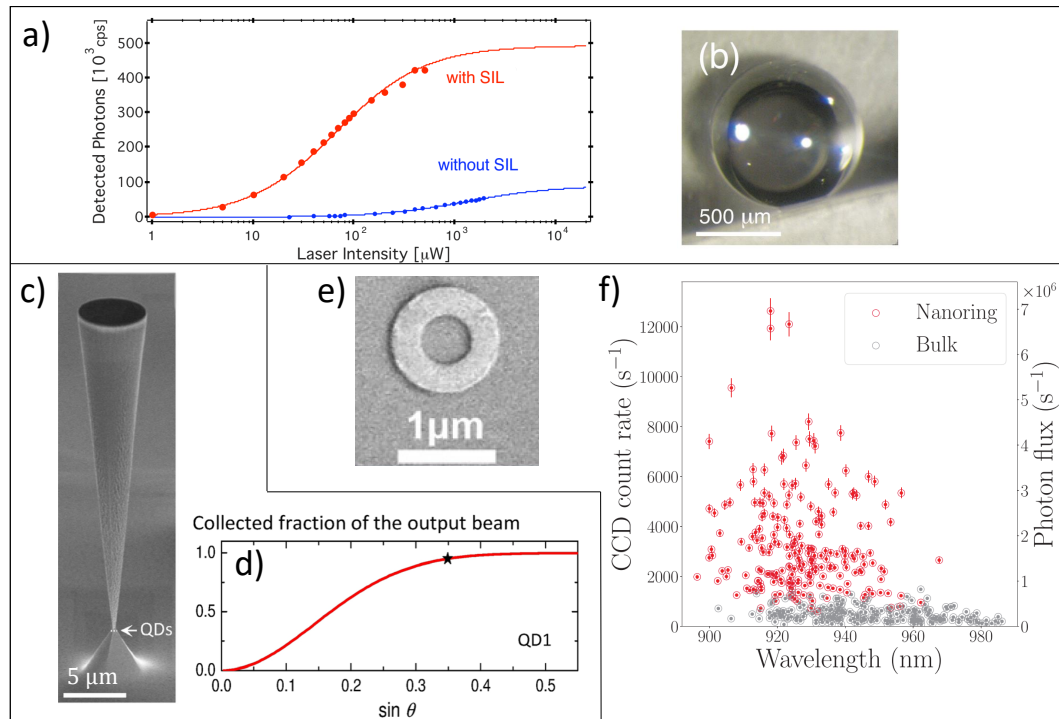 a)
Detected Photons [10³ cps]
500
400
300
200
100
0
with SIL
without SIL
1
10
10²
10³
10⁴
Laser Intensity [µW]
(b)
500 µm
c)
QDs
5 µm
e)
1µm
Collected fraction of the output beam
d)
1.0
0.5
0.0
QD1
0.0
0.1
0.2
0.3
0.4
0.5
sin θ
f)
CCD count rate (s⁻¹)
12000
10000
8000
6000
4000
2000
0
Nanoring
Bulk
×10⁶
7
6
5
4
3
2
1
0
Photon flux
(s⁻¹)
900
920
940
960
980
Wavelength (nm)